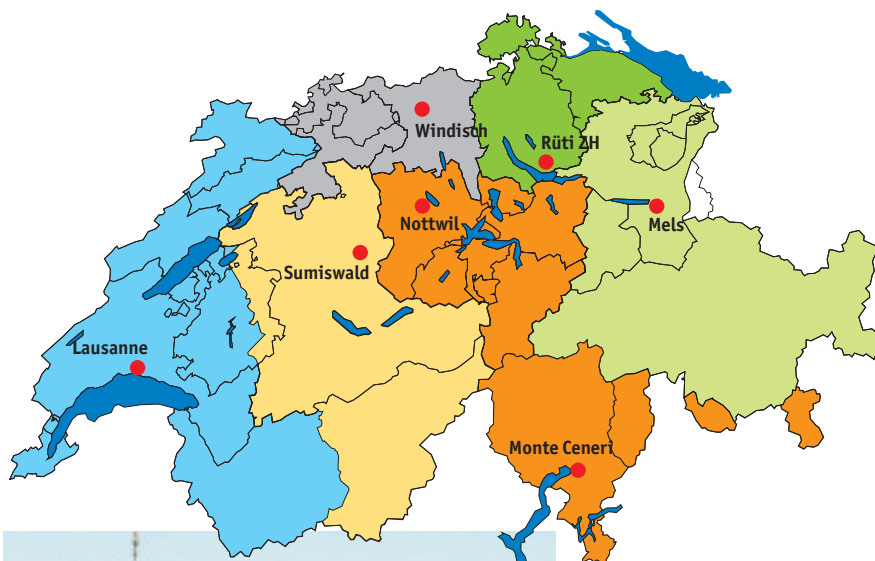 Windisch
Rüti ZH
Nottwil
Mels
Sumiswald
Lausanne
Monte Ceneri